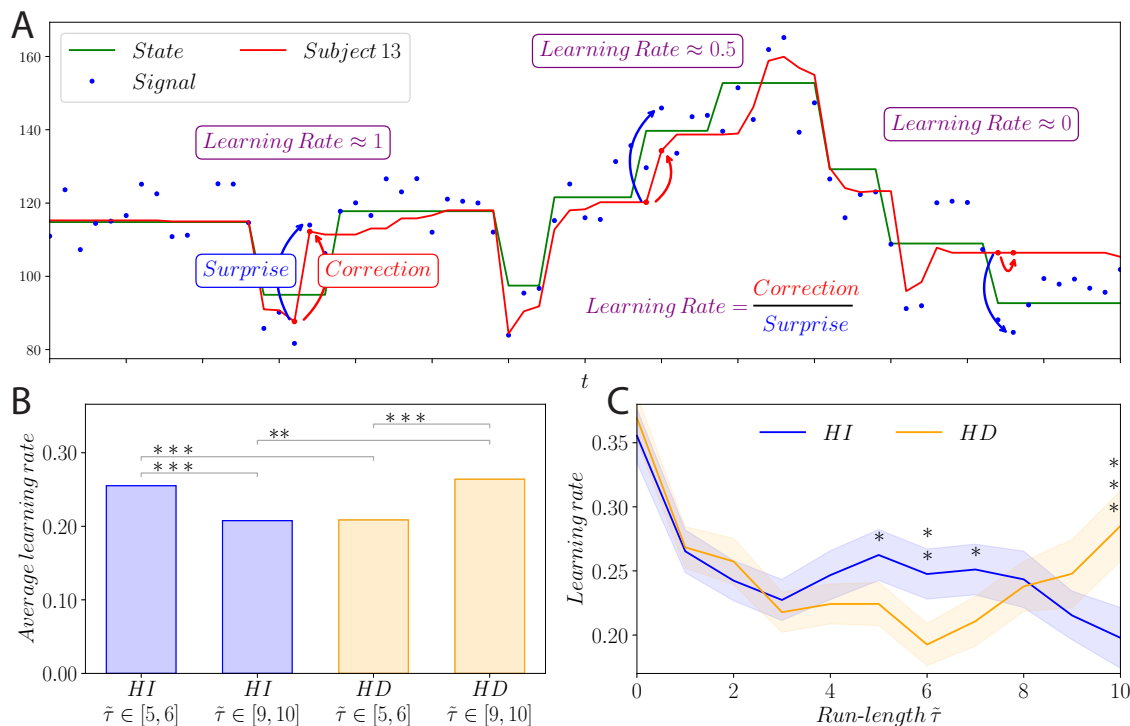 A
State
Subject 13
Signal
Learning Rate ≈ 0.5
Learning Rate ≈ 1
Learning Rate ≈ 0
Surprise
Correction
Learning Rate = Correction
Surprise
160
140
120
100
80
t
B
Average learning rate
0.30
0.20
0.10
0.00
***
**
***
***
HI
τ̃ ∈ [5, 6]
HI
τ̃ ∈ [9, 10]
HD
τ̃ ∈ [5, 6]
HD
τ̃ ∈ [9, 10]
C
HI
HD
Learning rate
0.35
0.30
0.25
0.20
*
**
*
***
0 2 4 6 8 10
Run-length τ̃